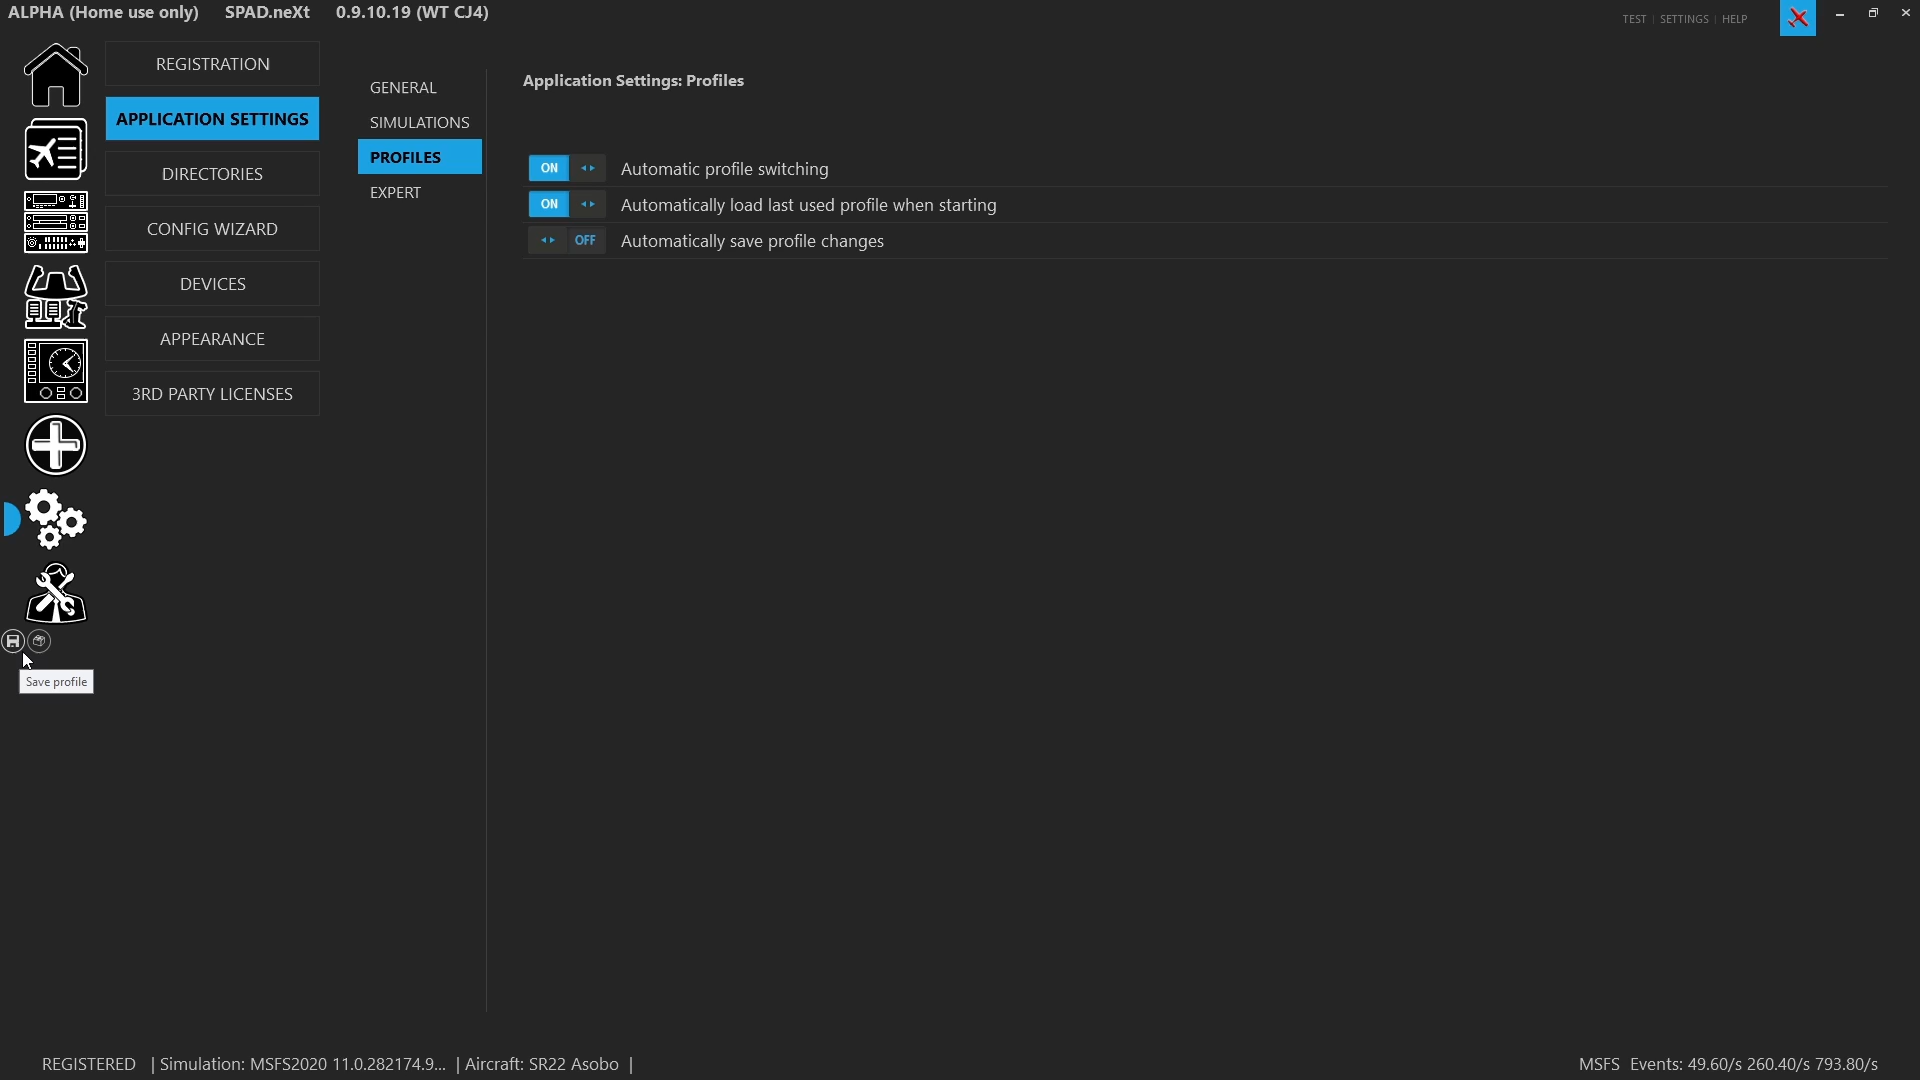 ALPHA (Home use only) SPAD.neXt 0.9.10.19 (WT CJ4)
TEST | SETTINGS | HELP
REGISTRATION
APPLICATION SETTINGS
DIRECTORIES
CONFIG WIZARD
DEVICES
APPEARANCE
3RD PARTY LICENSES
GENERAL
SIMULATIONS
PROFILES
EXPERT
Application Settings: Profiles
ON Automatic profile switching
ON Automatically load last used profile when starting
OFF Automatically save profile changes
Save profile
REGISTERED | Simulation: MSFS2020 11.0.282174.9... | Aircraft: SR22 Asobo |
MSFS Events: 49.60/s 260.40/s 793.80/s